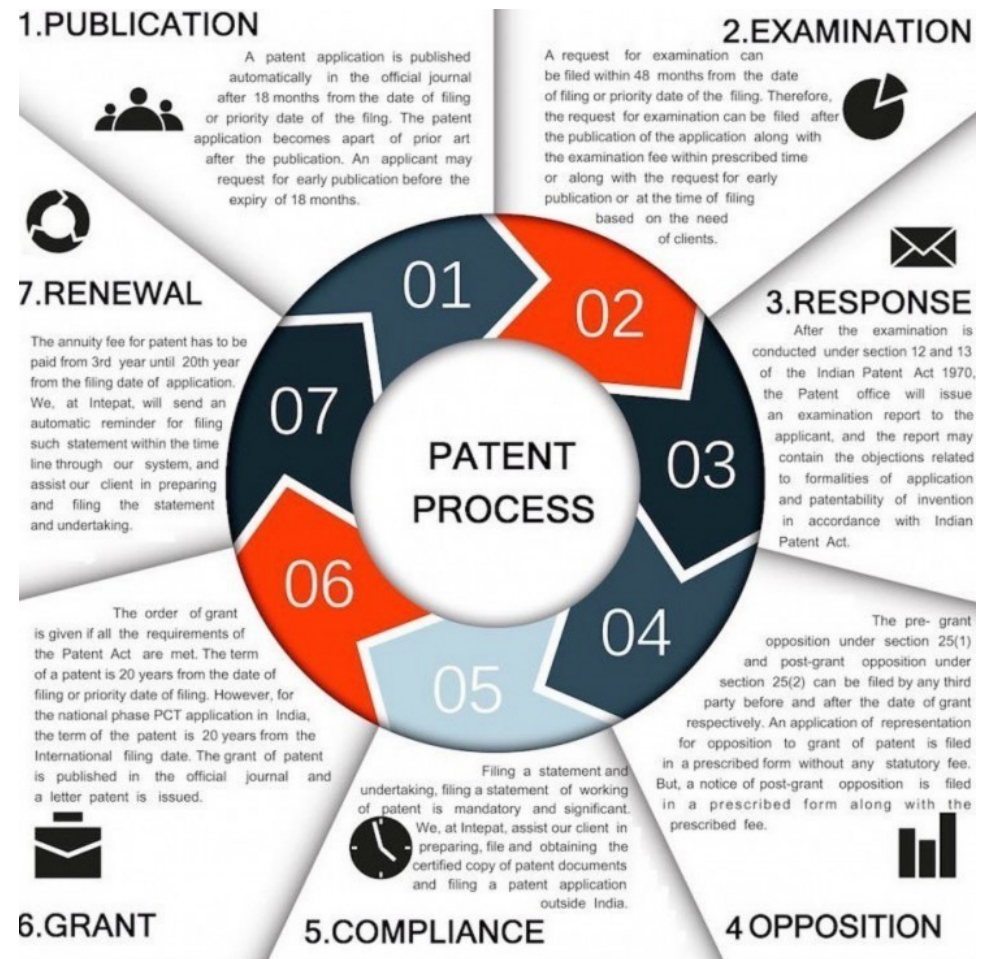 1.PUBLICATION
A patent application is published
automatically in the official journal
after 18 months from the date of filing
or priority date of the filng. The patent
application becomes apart of prior art
after the publication. An applicant may
request for early publication before the
expiry of 18 months.
2.EXAMINATION
A request for examination can
be filed within 48 months from the date
of filing or priority date of the filing. Therefore,
the request for examination can be filed after
the publication of the application along with
the examination fee within prescribed time
or along with the request for early
publication or at the time of filing
based on the need
of clients.
3.RESPONSE
After the examination is
conducted under section 12 and 13
of the Indian Patent Act 1970,
the Patent office will issue
an examination report to the
applicant, and the report may
contain the objections related
to formalities of application
and patentability of invention
in accordance with Indian
Patent Act.
The pre- grant
opposition under section 25(1)
and post-grant opposition under
section 25(2) can be filed by any third
party before and after the date of grant
respectively. An application of representation
for opposition to grant of patent is filed
in a prescribed form without any statutory fee.
But, a notice of post-grant opposition is filed
in a prescribed form along with the
prescribed fee.
4 OPPOSITION
Filing a statement and
undertaking, filing a statement of working
of patent is mandatory and significant.
We, at Intepat, assist our client in
preparing, file and obtaining the
certified copy of patent documents
and filing a patent application
outside India.
5.COMPLIANCE
The order of grant
is given if all the requirements of
the Patent Act are met. The term
of a patent is 20 years from the date of
filing or priority date of filing. However, for
the national phase PCT application in India,
the term of the patent is 20 years from the
International filing date. The grant of patent
is published in the official journal and
a letter patent is issued.
6.GRANT
7.RENEWAL
The annuity fee for patent has to be
paid from 3rd year until 20th year
from the filing date of application.
We, at Intepat, will send an
automatic reminder for filing
such statement within the time
line through our system, and
assist our client in preparing
and filing the statement
and undertaking.
01
02
03
04
05
06
07
PATENT
PROCESS